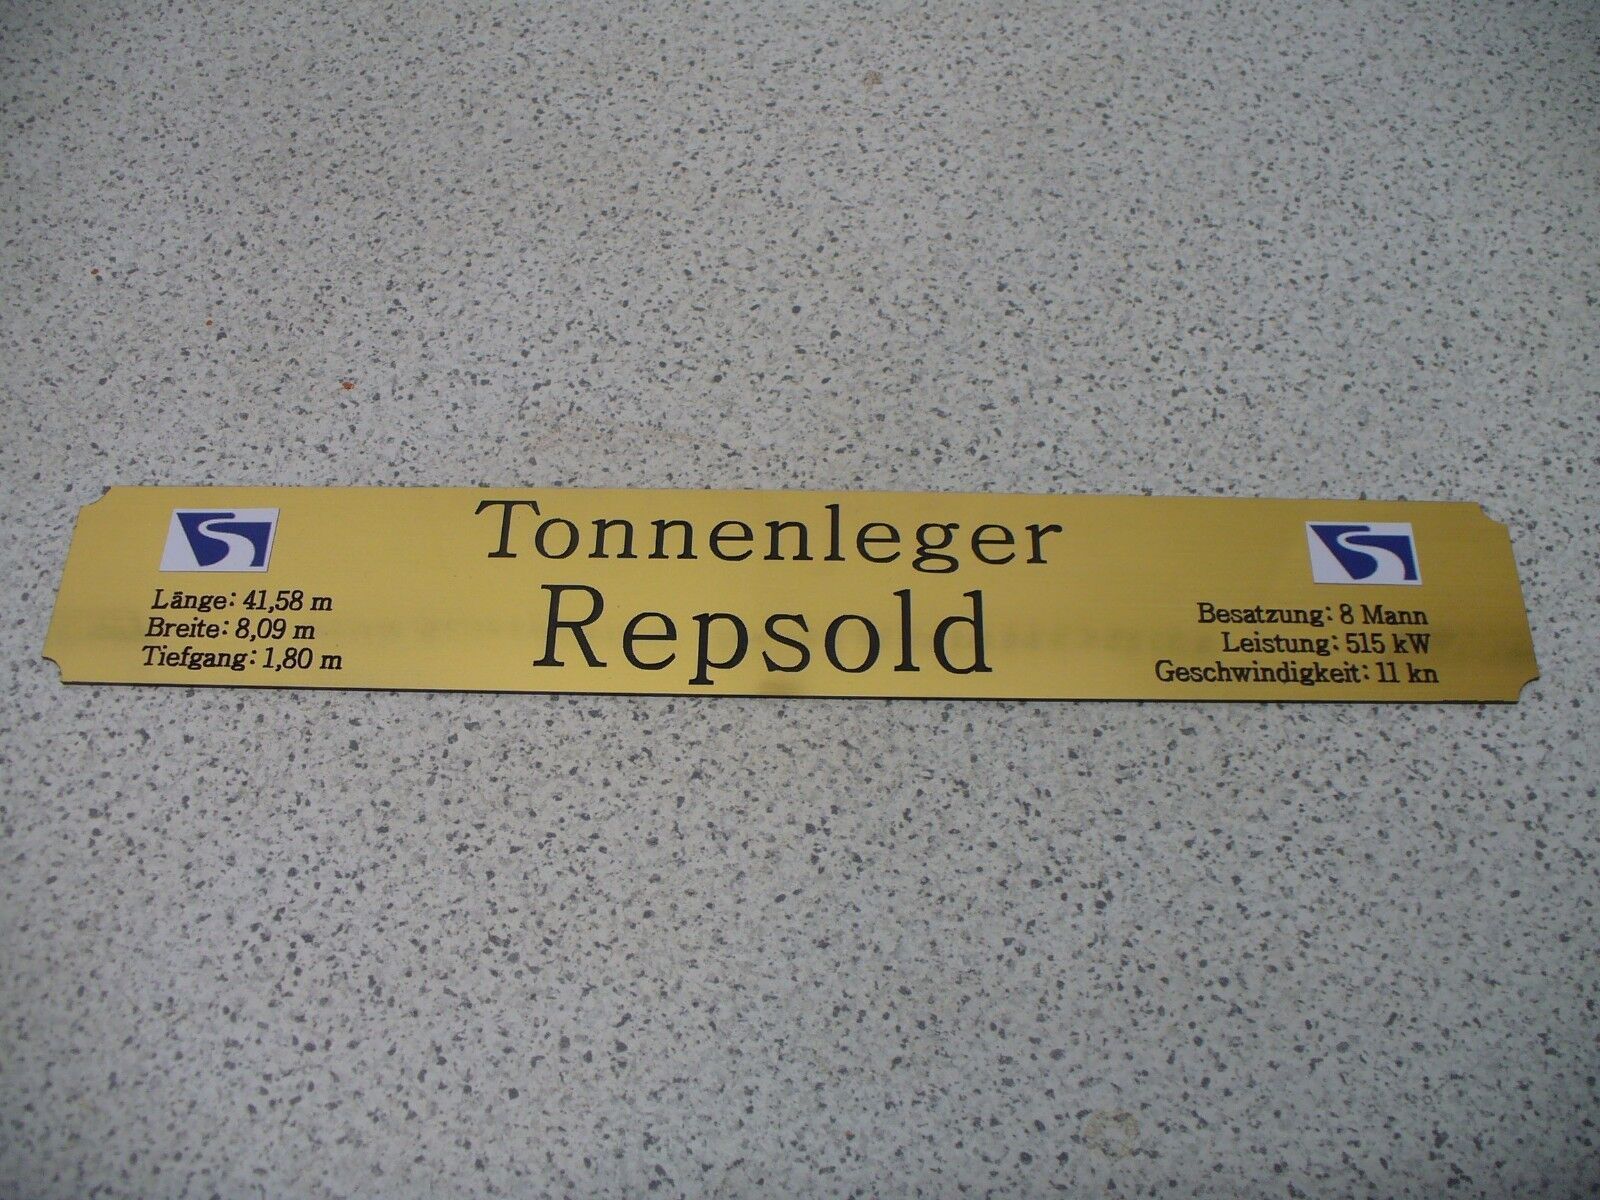 Tonnenleger
Repsold
Länge: 41,58 m
Breite: 8,09 m
Tiefgang: 1,80 m
Besatzung: 8 Mann
Leistung: 515 kW
Geschwindigkeit: 11 kn